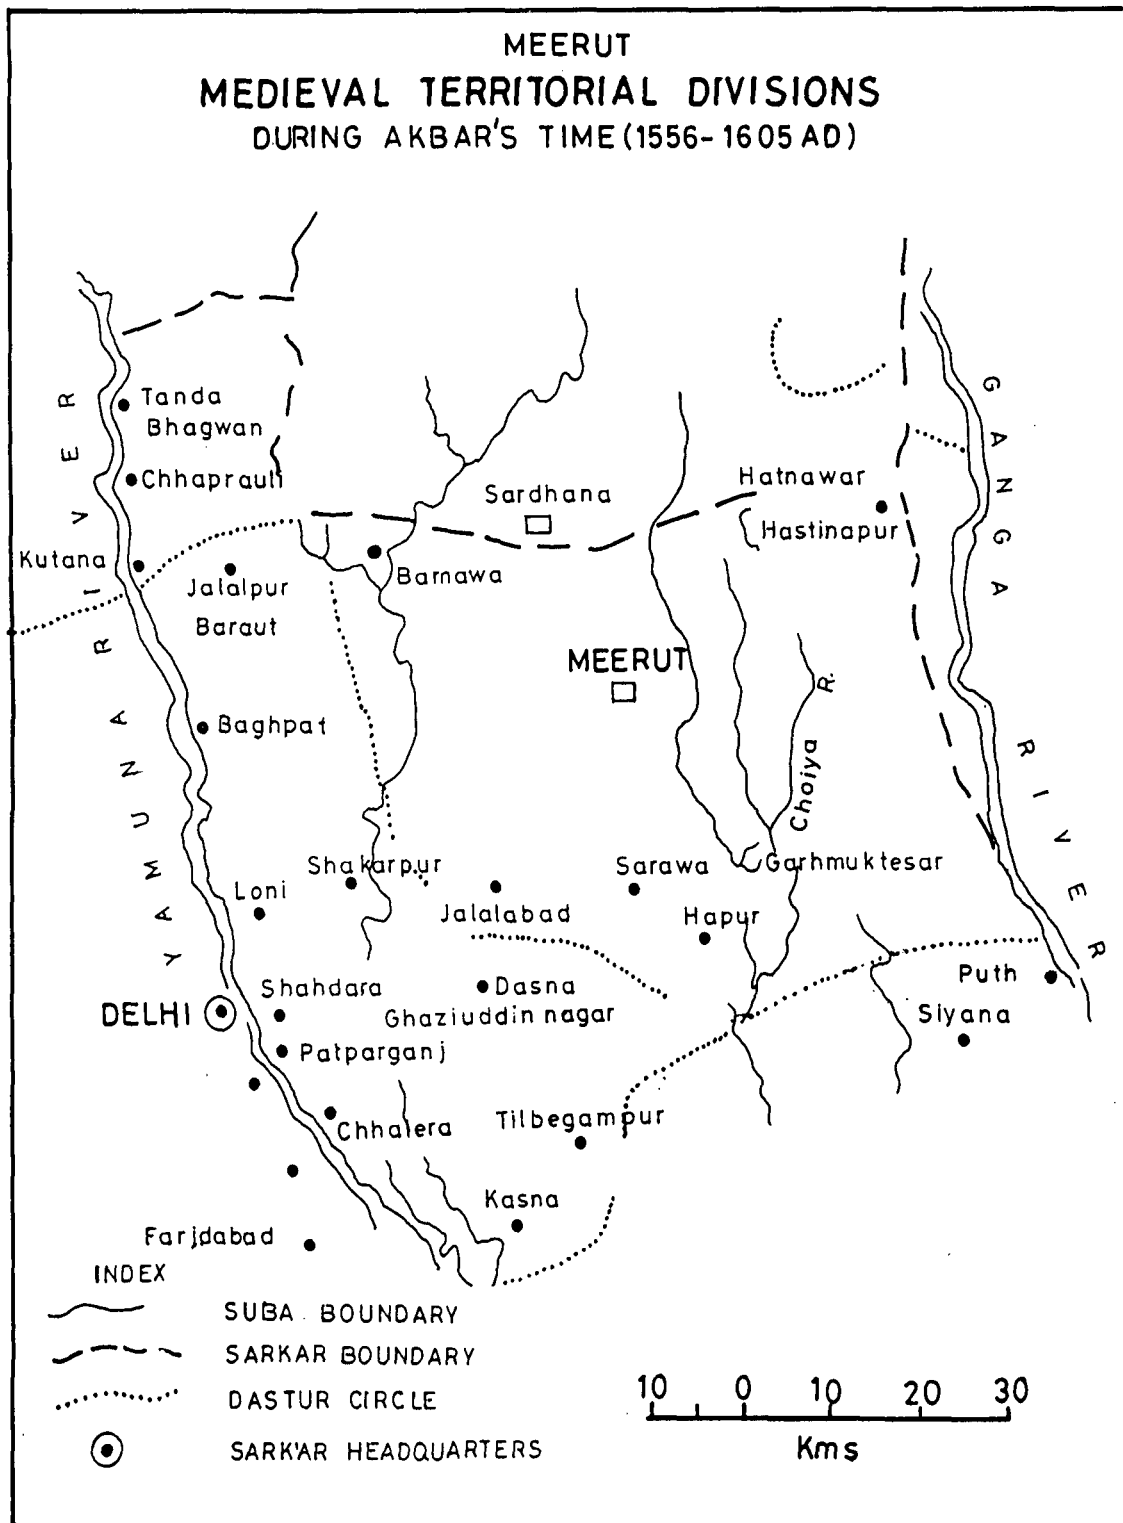 MEERUT
MEDIEVAL TERRITORIAL DIVISIONS
DURING AKBAR'S TIME (1556-1605 AD)
YAMUNA RIVER
GANGA RIVER
Tanda
Bhagwan
Chhaprauli
Sardhana
Hatnawar
Hastinapur
Kutana
Jalalpur
Baraut
Barnawa
MEERUT
Baghpat
Choiya R.
Shakarpur
Loni
Jalalabad
Sarawa
Garhmuktesar
Hapur
Shahdara
DELHI
Dasna
Ghaziuddin nagar
Puth
Siyana
Patparganj
Chhalera
Tilbegampur
Kasna
Farjdabad
INDEX
SUBA BOUNDARY
SARKAR BOUNDARY
DASTUR CIRCLE
SARKAR HEADQUARTERS
10 0 10 20 30
Kms